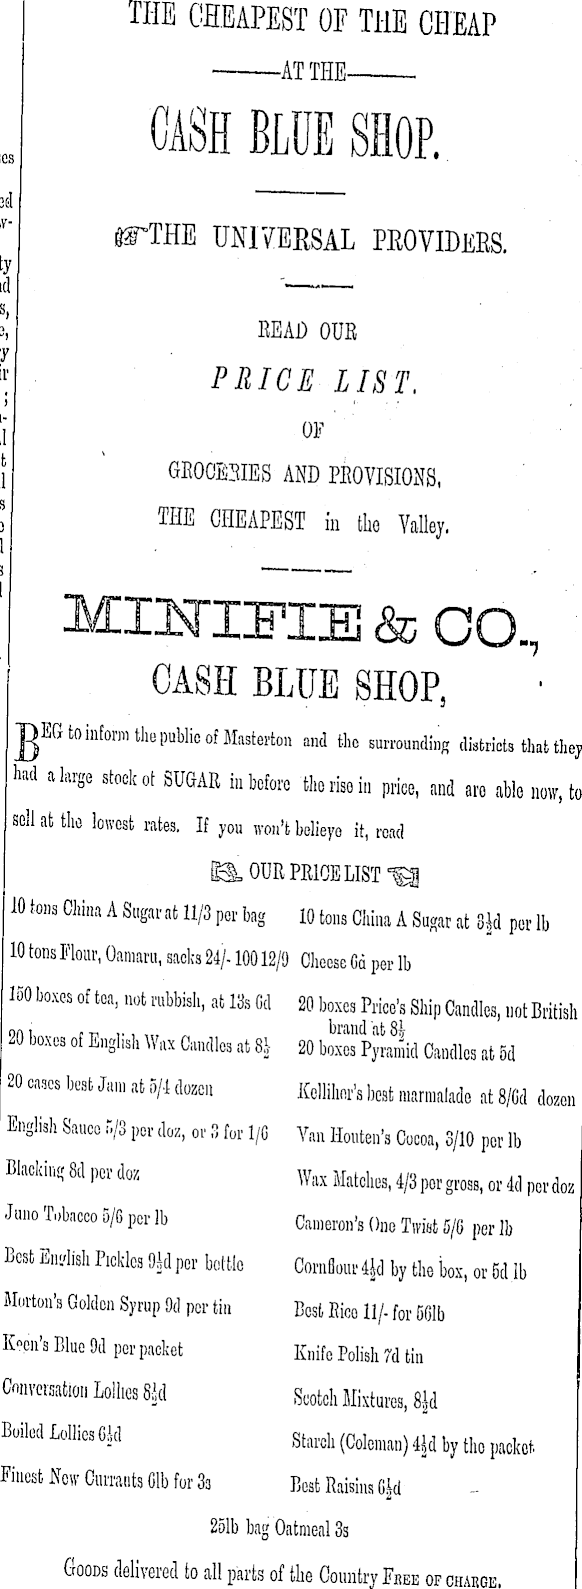 THE CHEAPEST OF THE CHEAP
AT THE
CASH BLUE SHOP.
THE UNIVERSAL PROVIDERS.
READ OUR
PRICE LIST.
OF
GROCERIES AND PROVISIONS,
THE CHEAPEST in the Valley.
MINIFIE & CO.,
CASH BLUE SHOP,
BEG to inform the public of Masterton and the surrounding districts that they
had a large stock of SUGAR in before the rise in price, and are able now, to
sell at the lowest rates. If you won't believe it, read
OUR PRICE LIST
10 tons China A Sugar at 11/3 per bag
10 tons China A Sugar at 3½d per lb
10 tons Flour, Oamaru, sacks 24/- 100 12/9
Cheese 6d per lb
150 boxes of tea, not rubbish, at 13s 6d
20 boxes Price's Ship Candles, not British
brand at 8½
20 boxes of English Wax Candles at 8½
20 boxes Pyramid Candles at 5d
20 cases best Jam at 5/4 dozen
Kelliher's best marmalade at 8/6d dozen
English Sauce 5/3 per doz, or 3 for 1/6
Van Houten's Cocoa, 3/10 per lb
Blacking 8d per doz
Wax Matches, 4/3 per gross, or 4d per doz
Juno Tobacco 5/6 per lb
Cameron's One Twist 5/6 per lb
Best English Pickles 9½d per bottle
Cornflour 4½d by the box, or 5d lb
Morton's Golden Syrup 9d per tin
Best Rice 11/- for 56lb
Keen's Blue 9d per packet
Knife Polish 7d tin
Conversation Lollies 8½d
Scotch Mixtures, 8½d
Boiled Lollies 6½d
Starch (Coleman) 4½d by the packet.
Finest New Currants 6lb for 3s
Best Raisins 6½d
25lb bag Oatmeal 3s
GOODS delivered to all parts of the Country FREE OF CHARGE.